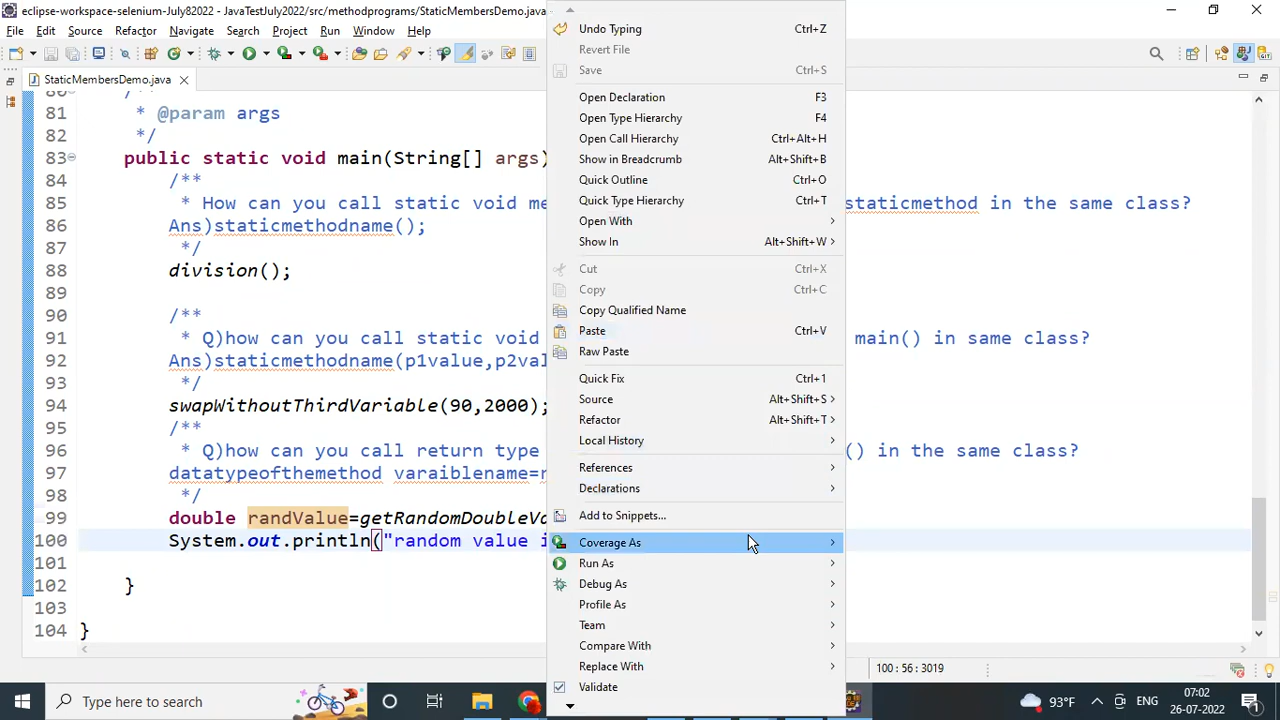 eclipse-workspace-selenium-July82022 - JavaTestJuly2022/src/methodprograms/StaticMembersDemo.java
File Edit Source Refactor Navigate Search Project Run Window Help
StaticMembersDemo.java
80 /**
81 * @param args
82 */
83 public static void main(String[] args)
84 /**
85 * How can you call static void me staticmethod in the same class?
86 Ans)staticmethodname();
87 */
88 division();
89
90 /**
91 * Q)how can you call static void main() in same class?
92 Ans)staticmethodname(p1value,p2val
93 */
94 swapWithoutThirdVariable(90,2000);
95 /**
96 * Q)how can you call return type () in the same class?
97 datatypeofthemethod varaiblename=r
98 */
99 double randValue=getRandomDoubleVa
100 System.out.println("random value i
101
102 }
103
104 }
Undo Typing Ctrl+Z
Revert File
Save Ctrl+S
Open Declaration F3
Open Type Hierarchy F4
Open Call Hierarchy Ctrl+Alt+H
Show in Breadcrumb Alt+Shift+B
Quick Outline Ctrl+O
Quick Type Hierarchy Ctrl+T
Open With
Show In Alt+Shift+W
Cut Ctrl+X
Copy Ctrl+C
Copy Qualified Name
Paste Ctrl+V
Raw Paste
Quick Fix Ctrl+1
Source Alt+Shift+S
Refactor Alt+Shift+T
Local History
References
Declarations
Add to Snippets...
Coverage As
Run As
Debug As
Profile As
Team
Compare With
Replace With
Validate
100 : 56 : 3019
Type here to search
93°F ENG 07:02
26-07-2022
1